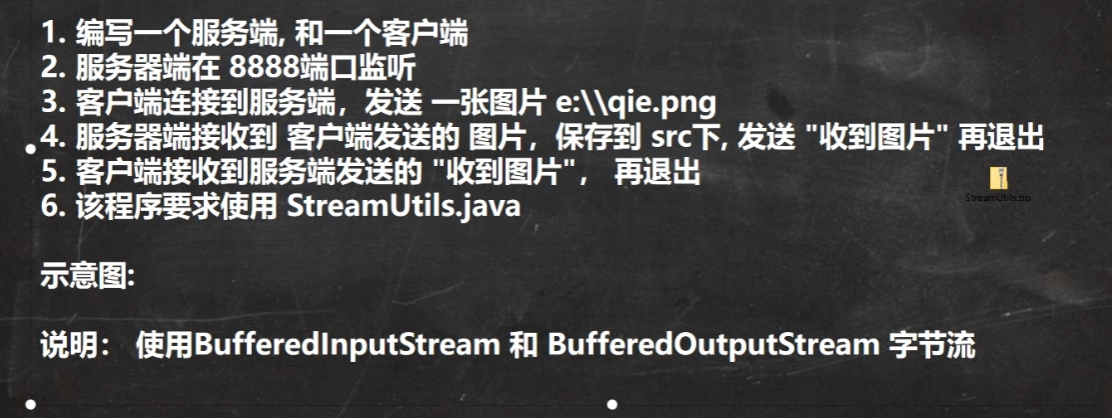 1. 编写一个服务端, 和一个客户端
2. 服务器端在 8888端口监听
3. 客户端连接到服务端，发送 一张图片 e:\\qie.png
4. 服务器端接收到 客户端发送的 图片，保存到 src下, 发送 "收到图片" 再退出
5. 客户端接收到服务端发送的 "收到图片"， 再退出
StreamUtils.zip
6. 该程序要求使用 StreamUtils.java
示意图:
说明： 使用BufferedInputStream 和 BufferedOutputStream 字节流